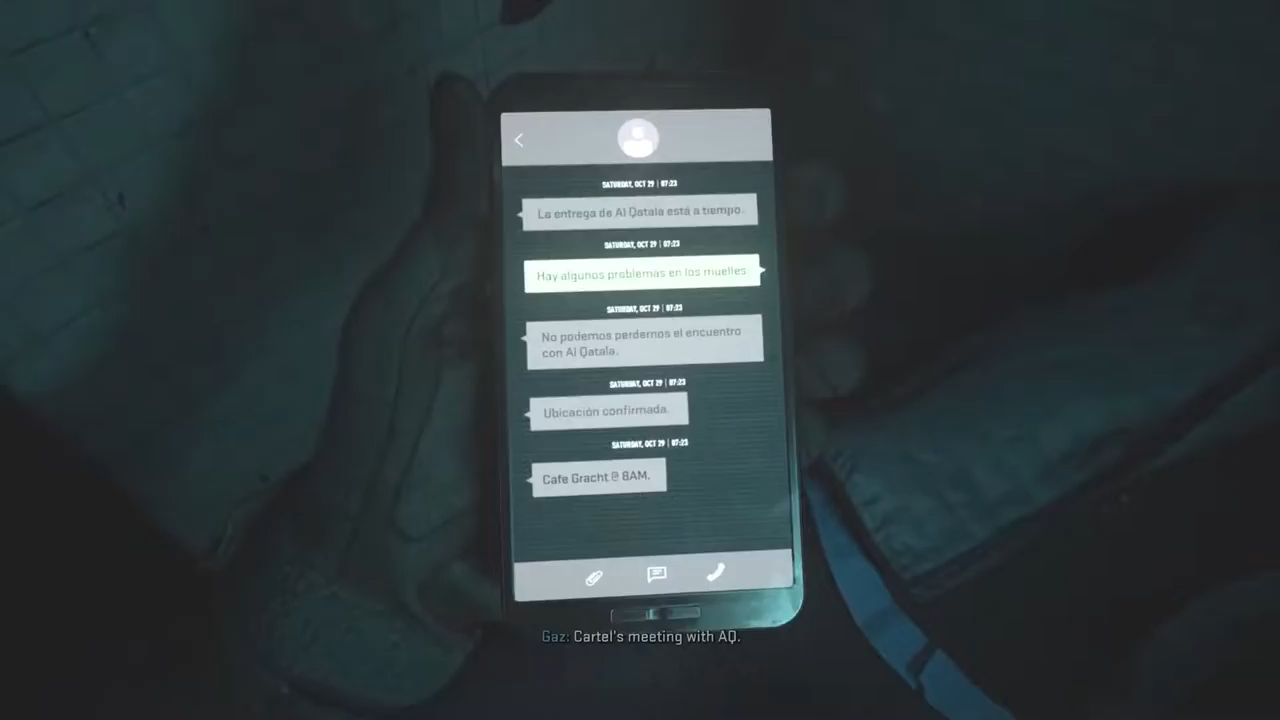 SATURDAY, OCT 29 | 07:23
La entrega de Al Qatala está a tiempo.
SATURDAY, OCT 29 | 07:23
Hay algunos problemas en los muelles
SATURDAY, OCT 29 | 07:23
No podemos perdernos el encuentro
con Al Qatala.
SATURDAY, OCT 29 | 07:23
Ubicación confirmada.
SATURDAY, OCT 29 | 07:23
Cafe Gracht @ 8AM.
Gaz: Cartel's meeting with AQ.